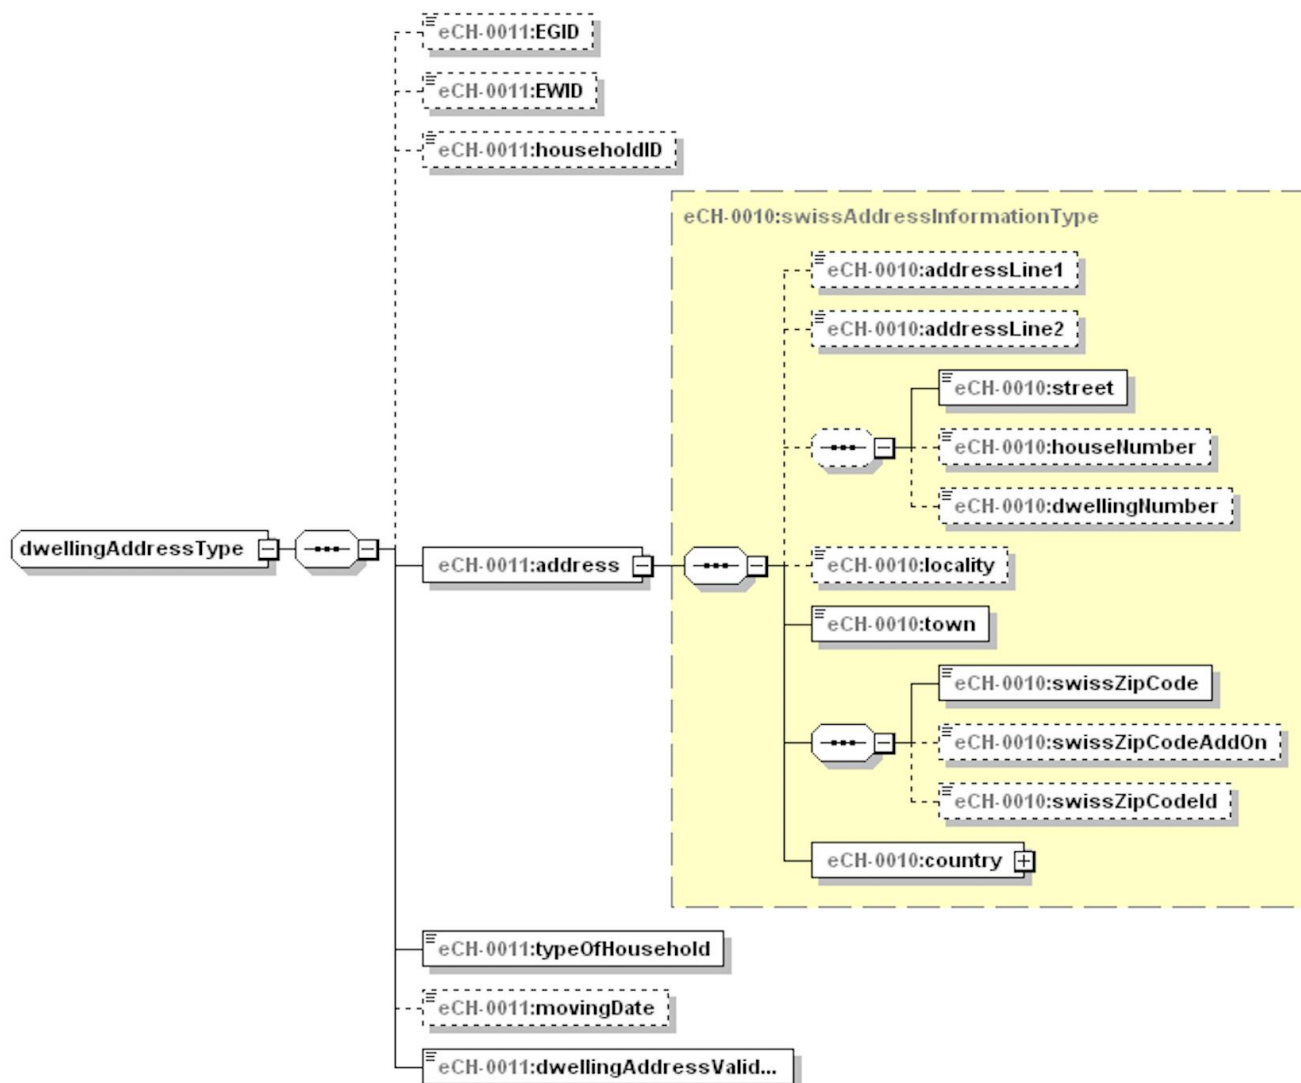 eCH-0011:EGID
eCH-0011:EWID
eCH-0011:householdID
eCH-0010:swissAddressInformationType
eCH-0010:addressLine1
eCH-0010:addressLine2
eCH-0010:street
eCH-0010:houseNumber
eCH-0010:dwellingNumber
dwellingAddressType
eCH-0011:address
eCH-0010:locality
eCH-0010:town
eCH-0010:swissZipCode
eCH-0010:swissZipCodeAddOn
eCH-0010:swissZipCodeId
eCH-0010:country
eCH-0011:typeOfHousehold
eCH-0011:movingDate
eCH-0011:dwellingAddressValid...